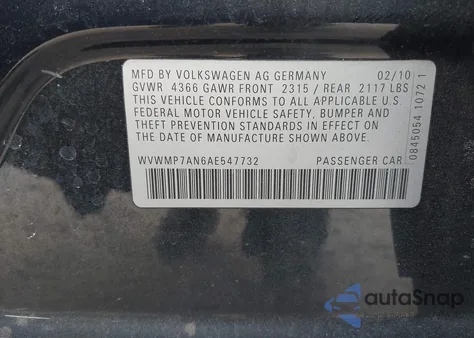 MFD BY VOLKSWAGEN AG GERMANY 02/10
GVWR 4366 GAWR FRONT 2315 / REAR 2117 LBS
THIS VEHICLE CONFORMS TO ALL APPLICABLE U.S.
FEDERAL MOTOR VEHICLE SAFETY, BUMPER AND
THEFT PREVENTION STANDARDS IN EFFECT ON
THE DATE OF MANUFACTURE SHOWN ABOVE.
WVWMP7AN6AE547732 PASSENGER CAR
0845054 1072 1
autaSnap